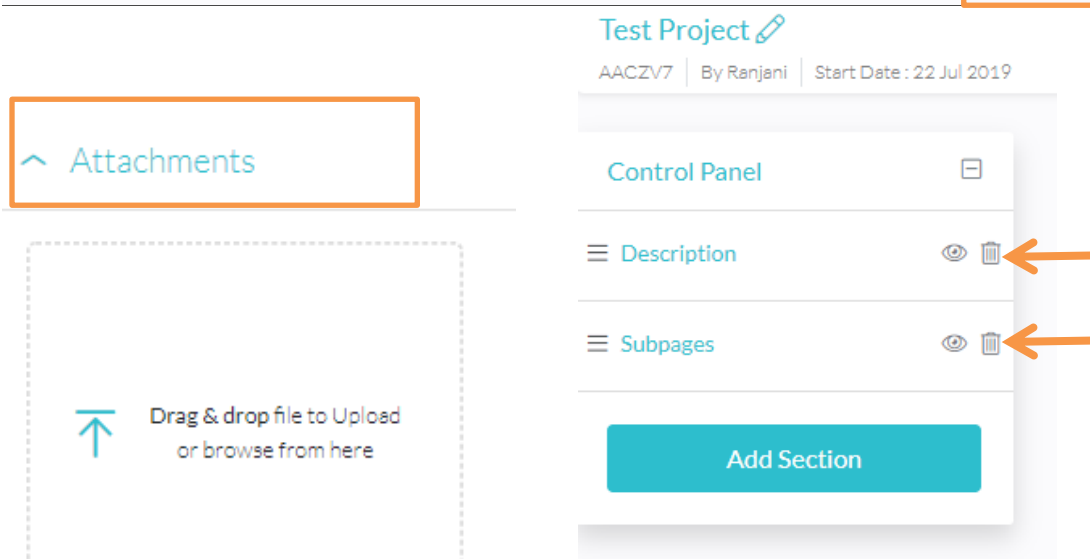 Test Project
AACZV7 By Ranjani Start Date : 22 Jul 2019
Attachments
Control Panel
Description
Subpages
Drag & drop file to Upload
or browse from here
Add Section